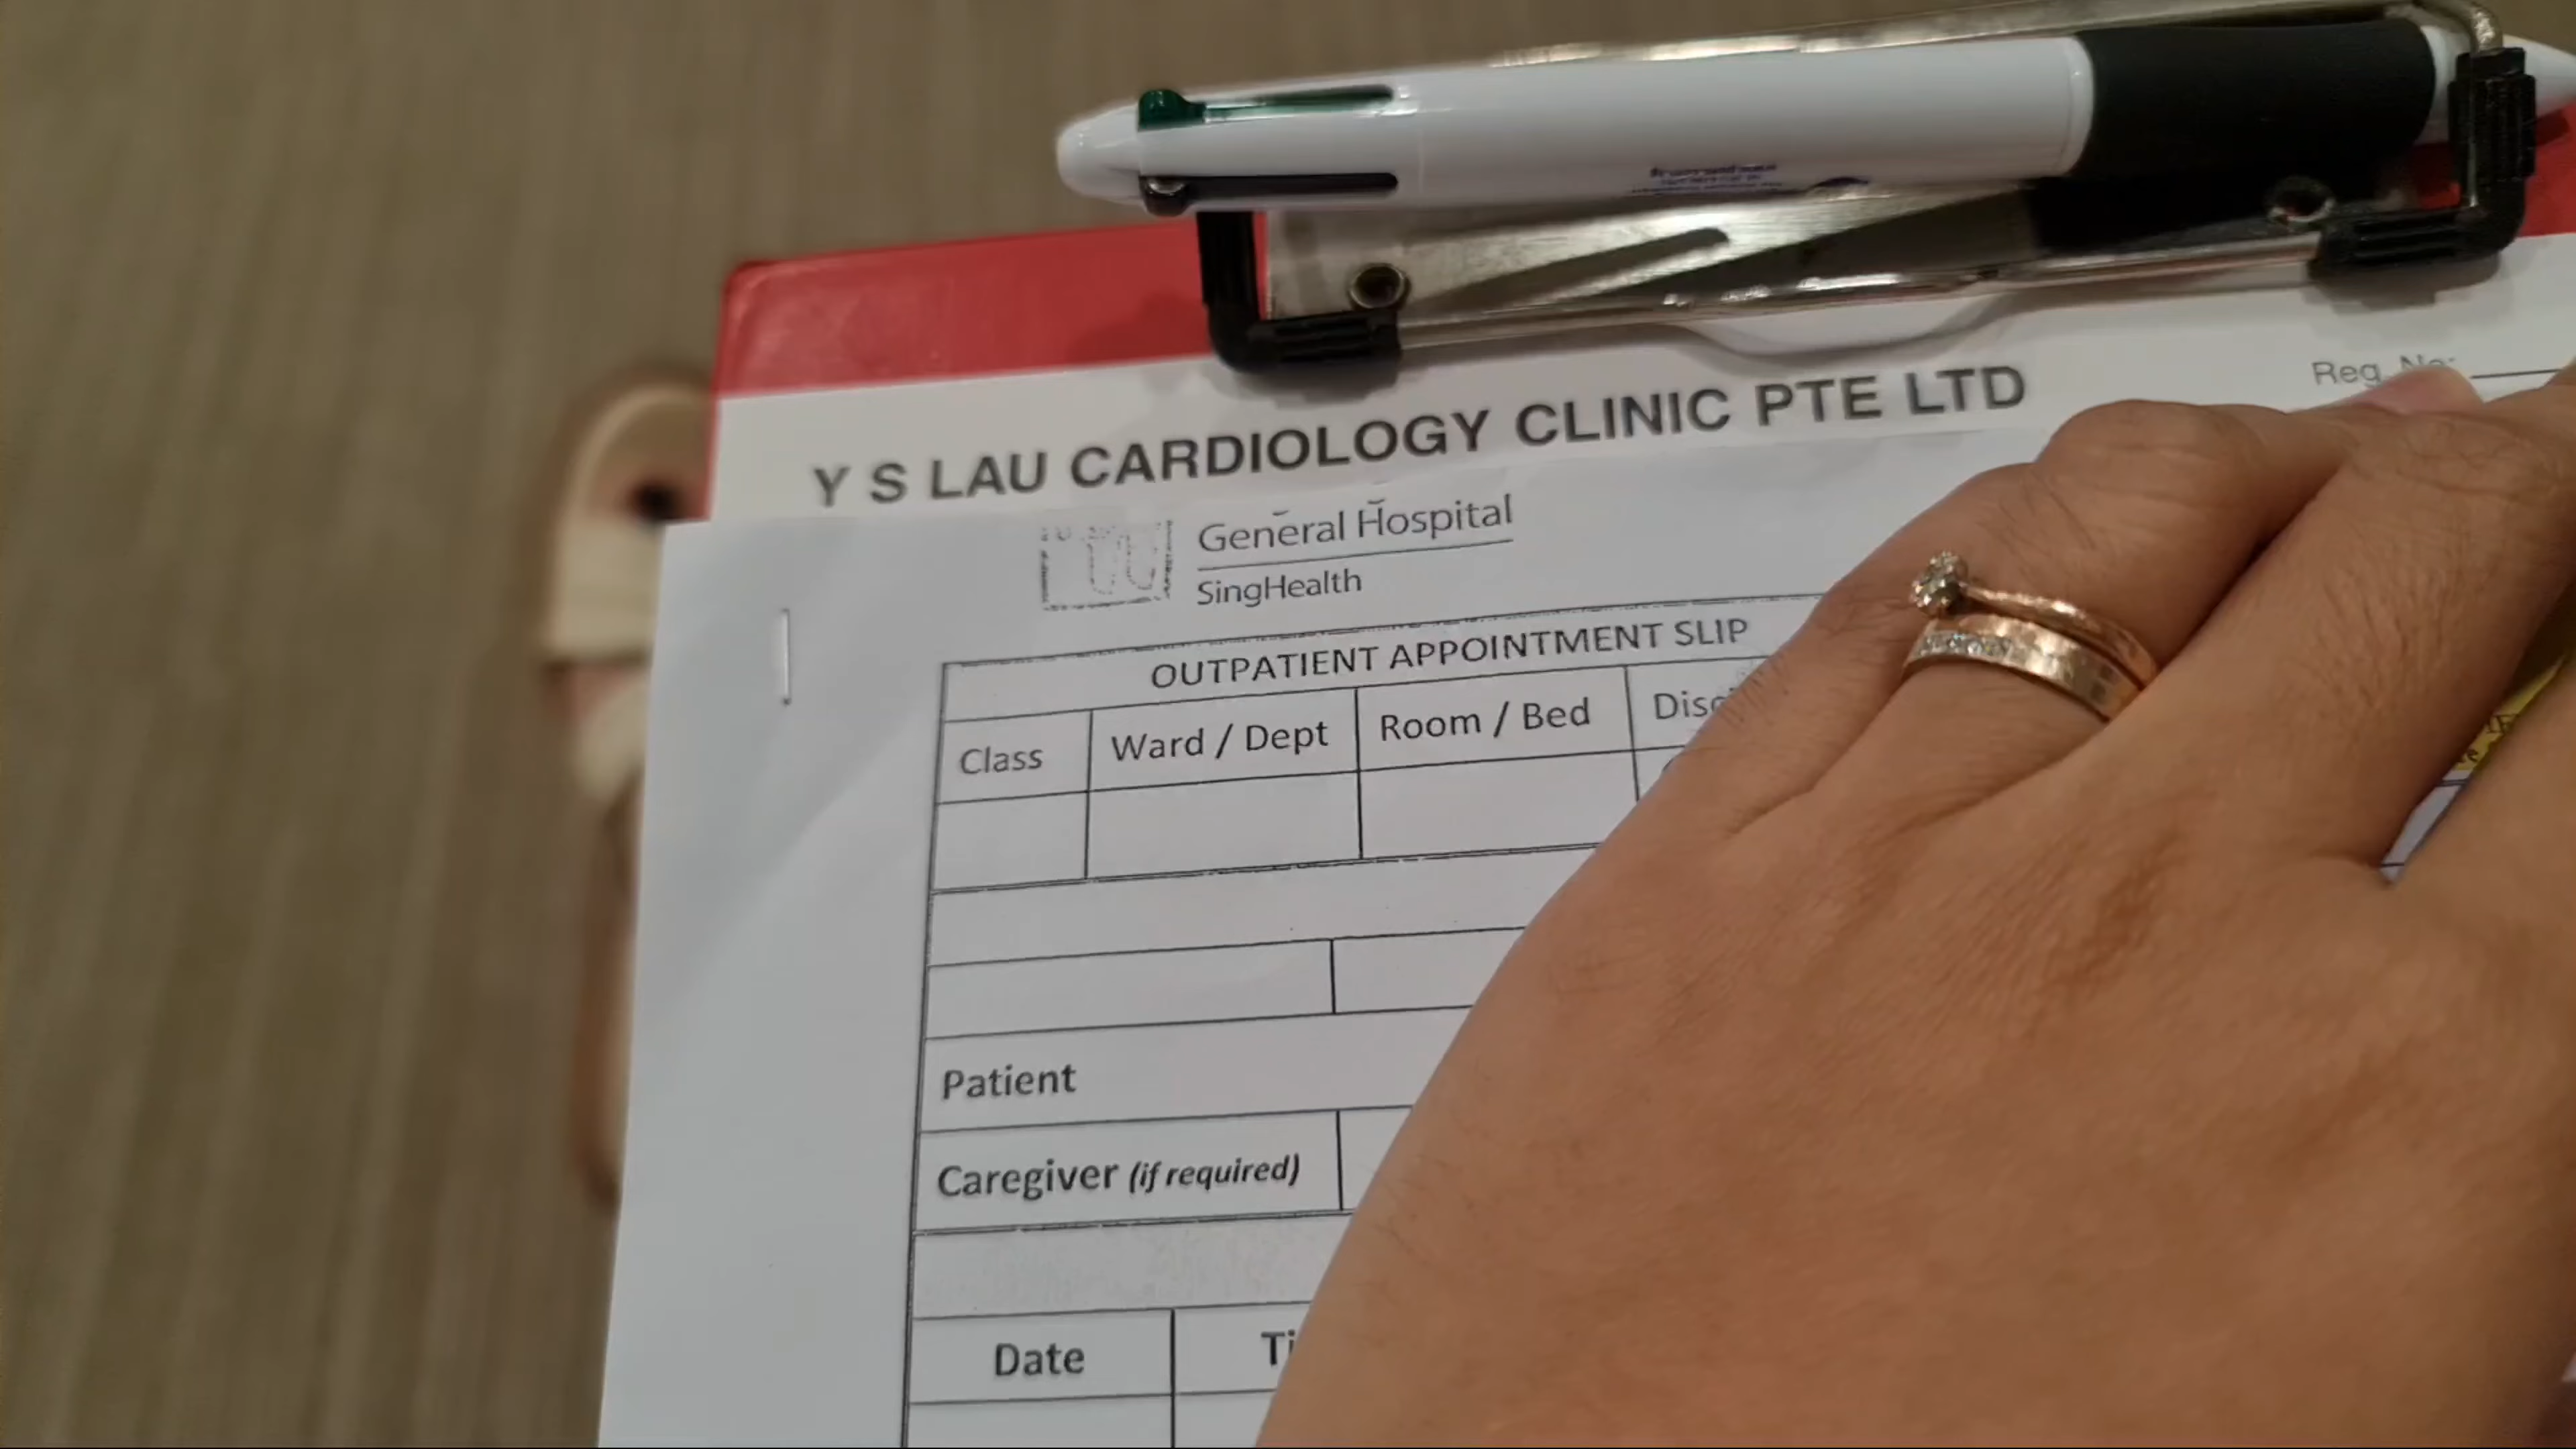 Reg. No:
Y S LAU CARDIOLOGY CLINIC PTE LTD
General Hospital
SingHealth
OUTPATIENT APPOINTMENT SLIP
Class Ward / Dept Room / Bed
Patient
Caregiver (if required)
Date